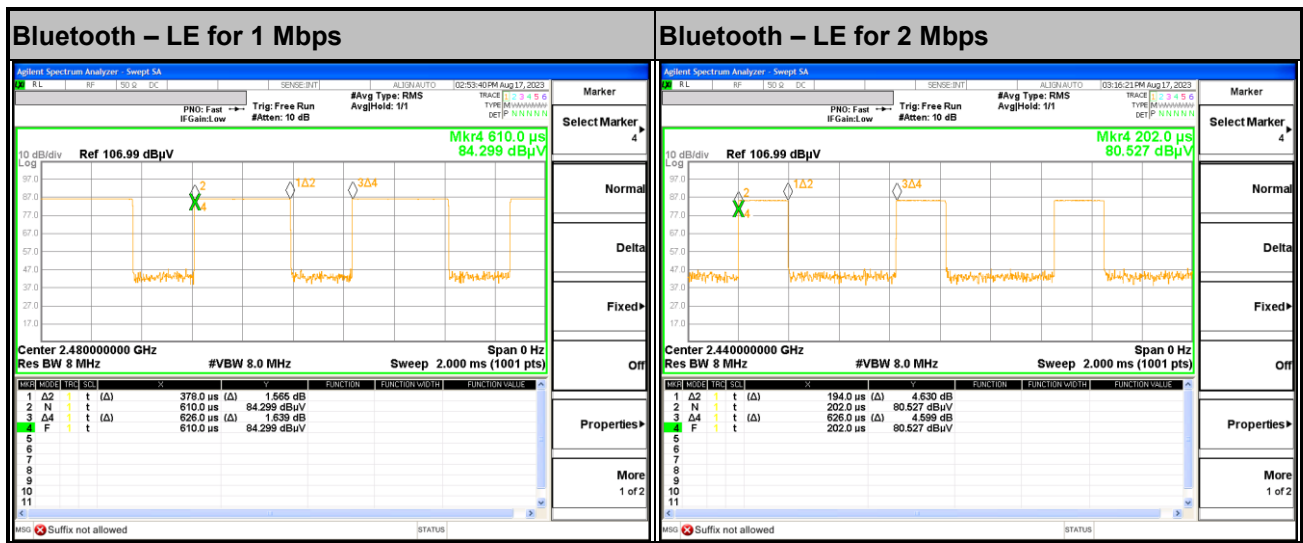 Bluetooth – LE for 1 Mbps
Agilent Spectrum Analyzer - Swept SA
RL RF 50 Ω DC SENSE:INT ALIGNAUTO 02:53:40PM Aug 17, 2023
#Avg Type: RMS TRACE 1 2 3 4 5 6
PNO: Fast Trig: Free Run Avg|Hold: 1/1 TYPE
IFGain:Low #Atten: 10 dB DET P N N N N N
Mkr4 610.0 µs
84.299 dBµV
10 dB/div Ref 106.99 dBµV
Log
97.0
87.0
77.0
67.0
57.0
47.0
37.0
27.0
17.0
2
1Δ2
3Δ4
4
Center 2.480000000 GHz Span 0 Hz
Res BW 8 MHz #VBW 8.0 MHz Sweep 2.000 ms (1001 pts)
MKR MODE TRC SCL X Y FUNCTION FUNCTION WIDTH FUNCTION VALUE
1 Δ2 1 t (Δ) 378.0 µs (Δ) 1.565 dB
2 N 1 t 610.0 µs 84.299 dBµV
3 Δ4 1 t (Δ) 626.0 µs (Δ) 1.639 dB
4 F 1 t 610.0 µs 84.299 dBµV
5
6
7
8
9
10
11
MSG Suffix not allowed STATUS
Marker
Select Marker
4
Normal
Delta
Fixed
Off
Properties
More
1 of 2
Bluetooth – LE for 2 Mbps
Agilent Spectrum Analyzer - Swept SA
RL RF 50 Ω DC SENSE:INT ALIGNAUTO 03:16:21PM Aug 17, 2023
#Avg Type: RMS TRACE 1 2 3 4 5 6
PNO: Fast Trig: Free Run Avg|Hold: 1/1 TYPE
IFGain:Low #Atten: 10 dB DET P N N N N N
Mkr4 202.0 µs
80.527 dBµV
10 dB/div Ref 106.99 dBµV
Log
97.0
87.0
77.0
67.0
57.0
47.0
37.0
27.0
17.0
2
1Δ2
3Δ4
4
Center 2.440000000 GHz Span 0 Hz
Res BW 8 MHz #VBW 8.0 MHz Sweep 2.000 ms (1001 pts)
MKR MODE TRC SCL X Y FUNCTION FUNCTION WIDTH FUNCTION VALUE
1 Δ2 1 t (Δ) 194.0 µs (Δ) 4.630 dB
2 N 1 t 202.0 µs 80.527 dBµV
3 Δ4 1 t (Δ) 626.0 µs (Δ) 4.599 dB
4 F 1 t 202.0 µs 80.527 dBµV
5
6
7
8
9
10
11
MSG Suffix not allowed STATUS
Marker
Select Marker
4
Normal
Delta
Fixed
Off
Properties
More
1 of 2